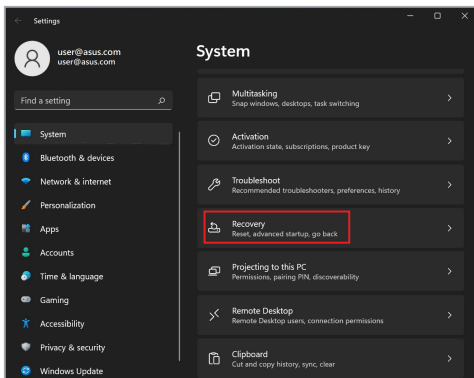 Settings
user@asus.com
user@asus.com
Find a setting
System
Bluetooth & devices
Network & internet
Personalization
Apps
Accounts
Time & language
Gaming
Accessibility
Privacy & security
Windows Update
System
Multitasking
Snap windows, desktops, task switching
Activation
Activation state, subscriptions, product key
Troubleshoot
Recommended troubleshooters, preferences, history
Recovery
Reset, advanced startup, go back
Projecting to this PC
Permissions, pairing PIN, discoverability
Remote Desktop
Remote Desktop users, connection permissions
Clipboard
Cut and copy history, sync, clear